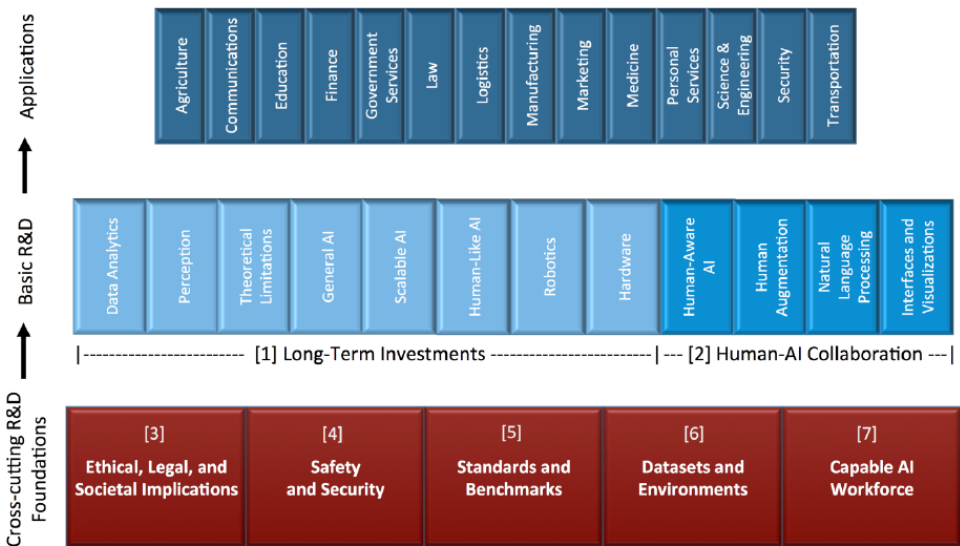 Applications
Agriculture
Communications
Education
Finance
Government
Services
Law
Logistics
Manufacturing
Marketing
Medicine
Personal
Services
Science &
Engineering
Security
Transportation
Basic R&D
Data Analytics
Perception
Theoretical
Limitations
General AI
Scalable AI
Human-Like AI
Robotics
Hardware
Human-Aware
AI
Human
Augmentation
Natural
Language
Processing
Interfaces and
Visualizations
[1] Long-Term Investments
[2] Human-AI Collaboration
Cross-cutting R&D
Foundations
[3]
Ethical, Legal, and
Societal Implications
[4]
Safety
and Security
[5]
Standards and
Benchmarks
[6]
Datasets and
Environments
[7]
Capable AI
Workforce